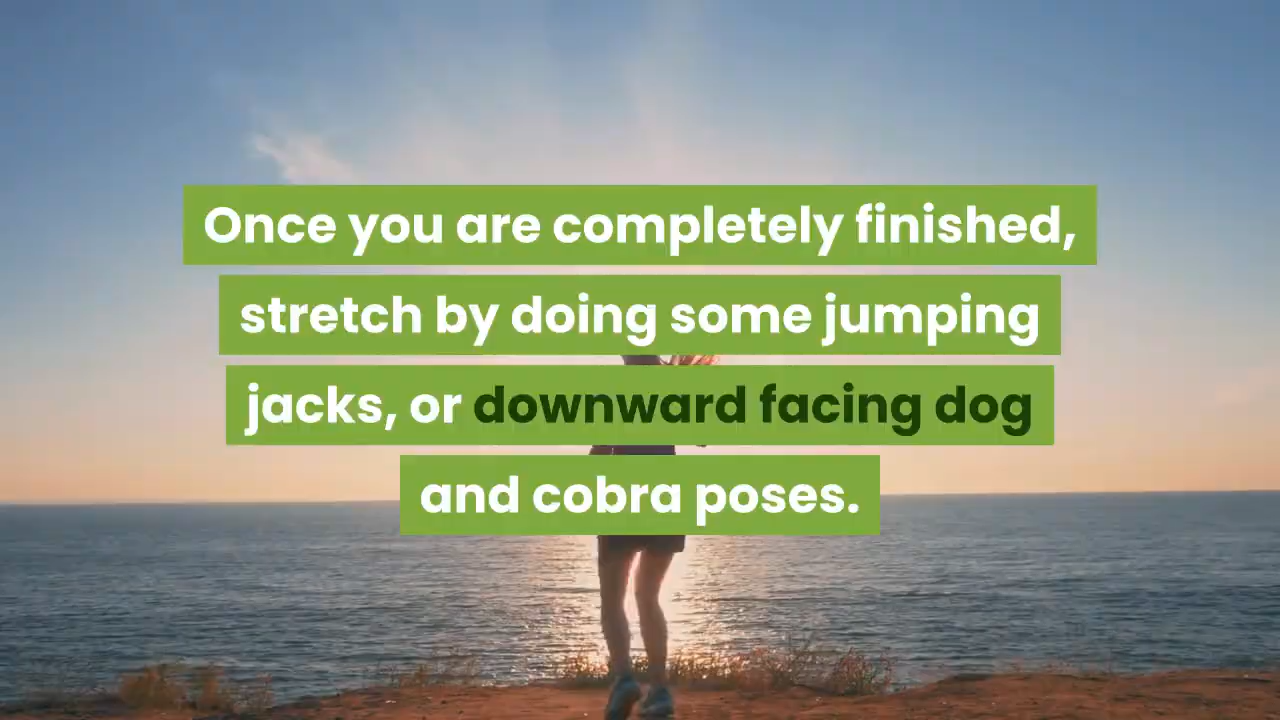 Once you are completely finished,
stretch by doing some jumping
jacks, or downward facing dog
and cobra poses.